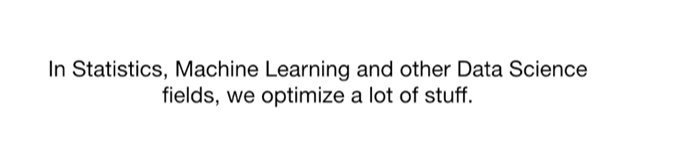 In Statistics, Machine Learning and other Data Science
fields, we optimize a lot of stuff.